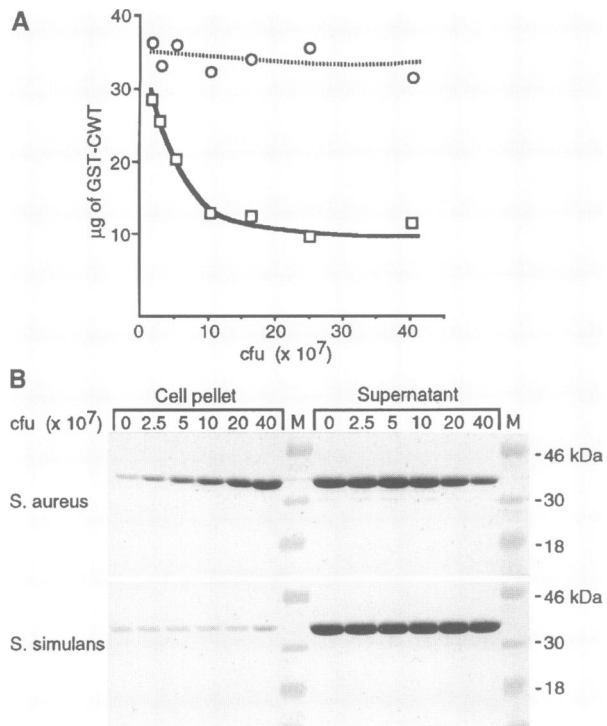 A
40
30
20
10
0
10
20
30
40
µg of GST-CWT
cfu (x 10⁷)
B
Cell pellet
Supernatant
cfu (x 10⁷)
0 2.5 5 10 20 40 M
0 2.5 5 10 20 40 M
S. aureus
-46 kDa
-30
-18
S. simulans
-46 kDa
-30
-18